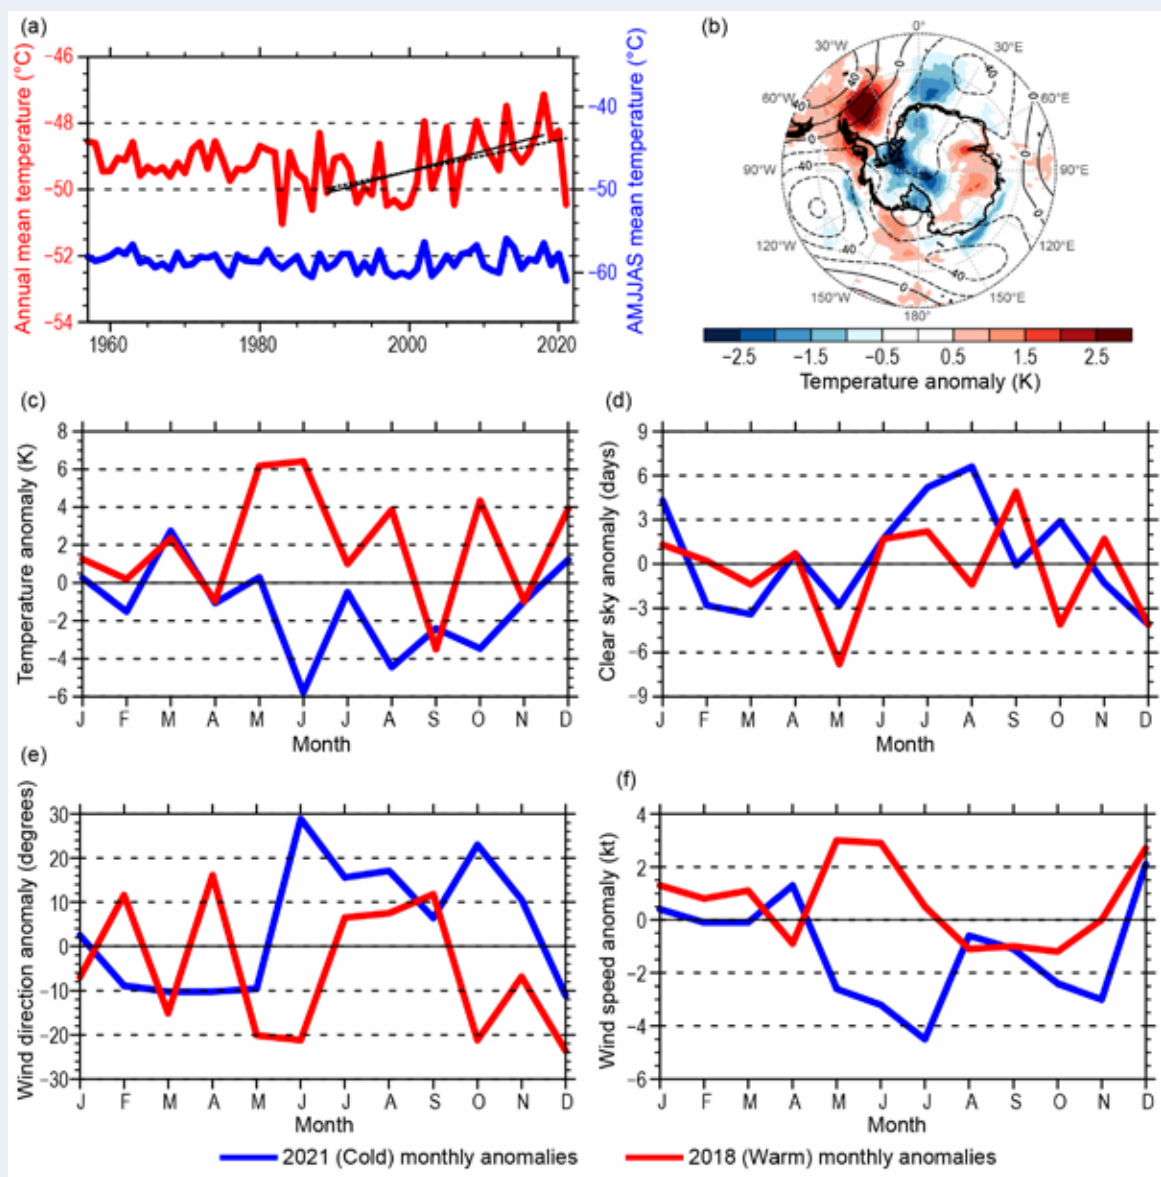 (a)
Annual mean temperature (°C)
−46
−48
−50
−52
−54
1960
1980
2000
2020
AMJJAS mean temperature (°C)
−40
−50
−60
(b)
0°
30°W
30°E
60°W
60°E
90°W
90°E
120°W
120°E
150°W
150°E
180°
−2.5 −1.5 −0.5 0.5 1.5 2.5
Temperature anomaly (K)
(c)
Temperature anomaly (K)
8
6
4
2
0
−2
−4
−6
J F M A M J J A S O N D
Month
(d)
Clear sky anomaly (days)
9
6
3
0
−3
−6
−9
J F M A M J J A S O N D
Month
(e)
Wind direction anomaly (degrees)
30
20
10
0
−10
−20
−30
J F M A M J J A S O N D
Month
(f)
Wind speed anomaly (kt)
4
2
0
−2
−4
−6
J F M A M J J A S O N D
Month
2021 (Cold) monthly anomalies
2018 (Warm) monthly anomalies